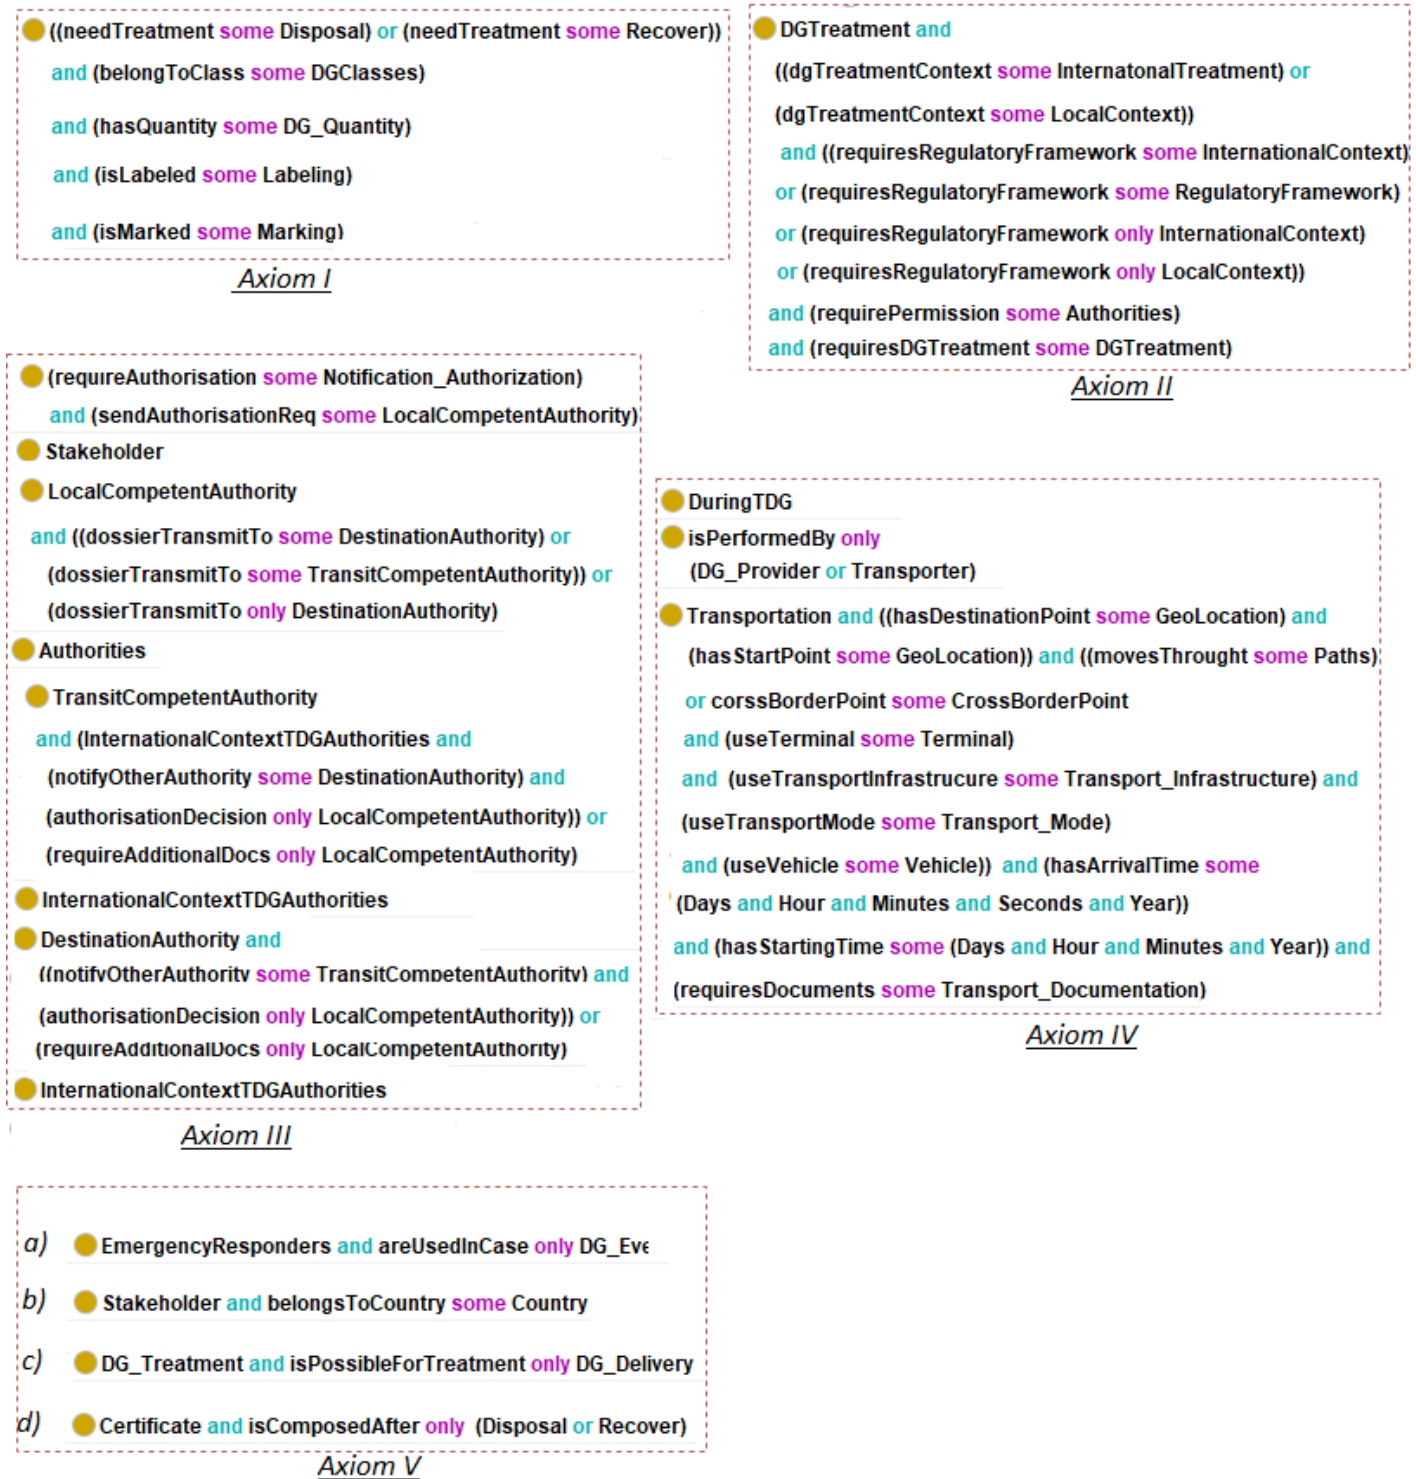 ((needTreatment some Disposal) or (needTreatment some Recover))
and (belongToClass some DGClasses)
and (hasQuantity some DG_Quantity)
and (isLabeled some Labeling)
and (isMarked some Marking)
Axiom I
DGTreatment and
((dgTreatmentContext some InternatonalTreatment) or
(dgTreatmentContext some LocalContext))
and ((requiresRegulatoryFramework some InternationalContext)
or (requiresRegulatoryFramework some RegulatoryFramework)
or (requiresRegulatoryFramework only InternationalContext)
or (requiresRegulatoryFramework only LocalContext))
and (requirePermission some Authorities)
and (requiresDGTreatment some DGTreatment)
Axiom II
(requireAuthorisation some Notification_Authorization)
and (sendAuthorisationReq some LocalCompetentAuthority)
Stakeholder
LocalCompetentAuthority
and ((dossierTransmitTo some DestinationAuthority) or
(dossierTransmitTo some TransitCompetentAuthority)) or
(dossierTransmitTo only DestinationAuthority)
Authorities
TransitCompetentAuthority
and (InternationalContextTDGAuthorities and
(notifyOtherAuthority some DestinationAuthority) and
(authorisationDecision only LocalCompetentAuthority)) or
(requireAdditionalDocs only LocalCompetentAuthority)
InternationalContextTDGAuthorities
DestinationAuthority and
((notifyOtherAuthority some TransitCompetentAuthority) and
(authorisationDecision only LocalCompetentAuthority)) or
(requireAdditionalDocs only LocalCompetentAuthority)
InternationalContextTDGAuthorities
Axiom III
DuringTDG
isPerformedBy only
(DG_Provider or Transporter)
Transportation and ((hasDestinationPoint some GeoLocation) and
(hasStartPoint some GeoLocation)) and ((movesThrought some Paths)
or corssBorderPoint some CrossBorderPoint
and (useTerminal some Terminal)
and (useTransportInfrastrucure some Transport_Infrastructure) and
(useTransportMode some Transport_Mode)
and (useVehicle some Vehicle)) and (hasArrivalTime some
(Days and Hour and Minutes and Seconds and Year))
and (hasStartingTime some (Days and Hour and Minutes and Year)) and
(requiresDocuments some Transport_Documentation)
Axiom IV
a) EmergencyResponders and areUsedInCase only DG_Eve
b) Stakeholder and belongsToCountry some Country
c) DG_Treatment and isPossibleForTreatment only DG_Delivery
d) Certificate and isComposedAfter only (Disposal or Recover)
Axiom V